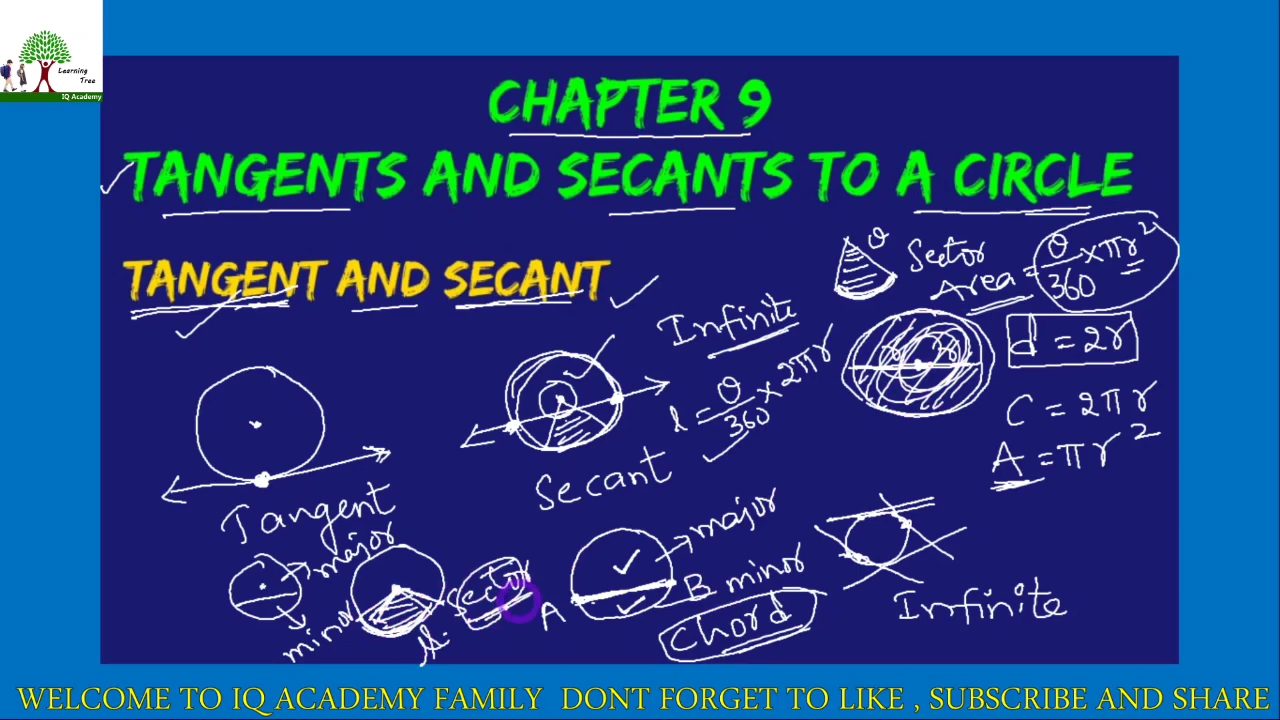 Learning
Tree
IQ Academy
CHAPTER 9
TANGENTS AND SECANTS TO A CIRCLE
TANGENT AND SECANT
θ
Sector
Area = θ/360 × πr²
Infinite
d = 2r
l = θ/360 × 2πr
C = 2πr
A = πr²
Secant
Tangent
major
minor
Sector
A
B
major
minor
chord
Infinite
WELCOME TO IQ ACADEMY FAMILY DONT FORGET TO LIKE , SUBSCRIBE AND SHARE